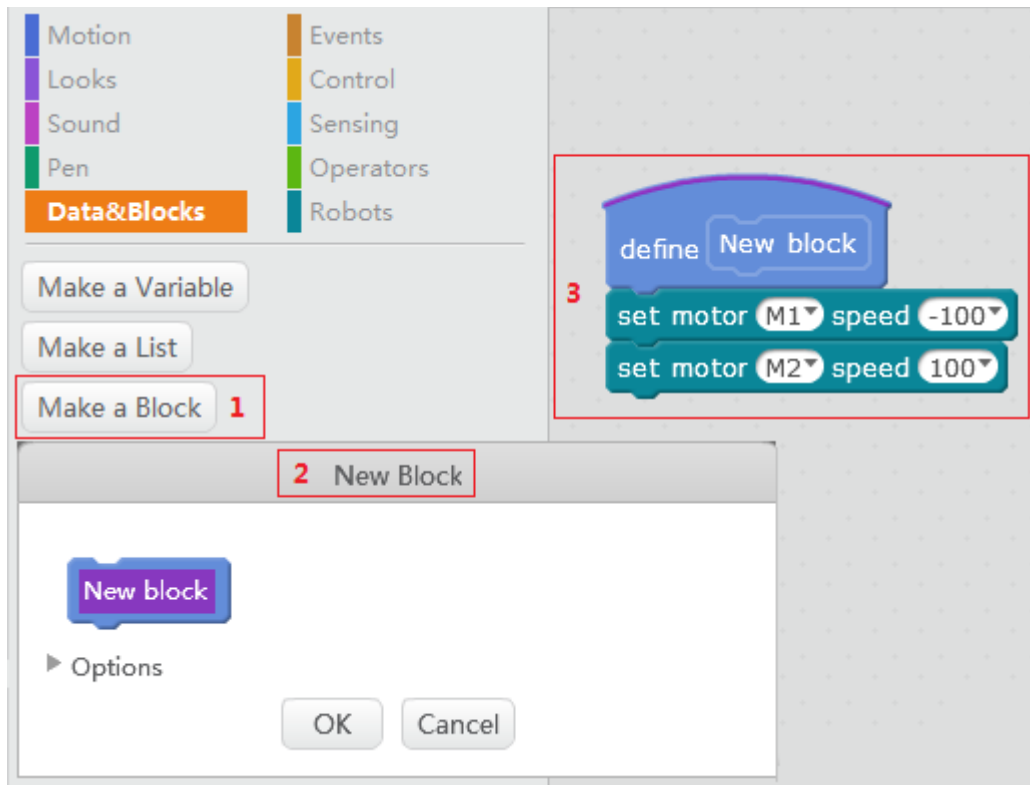 Motion
Events
Looks
Control
Sound
Sensing
Pen
Operators
Data&Blocks
Robots
Make a Variable
Make a List
Make a Block 1
2 New Block
New block
Options
OK
Cancel
3
define New block
set motor M1 speed -100
set motor M2 speed 100